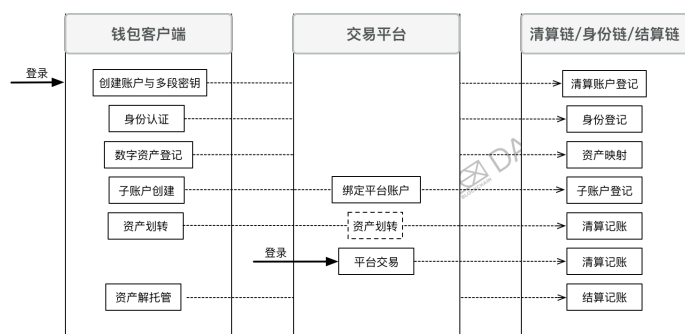 钱包客户端
交易平台
清算链/身份链/结算链
登录
创建账户与多段密钥
清算账户登记
身份认证
身份登记
数字资产登记
资产映射
子账户创建
绑定平台账户
子账户登记
资产划转
资产划转
清算记账
登录
平台交易
清算记账
资产解托管
结算记账